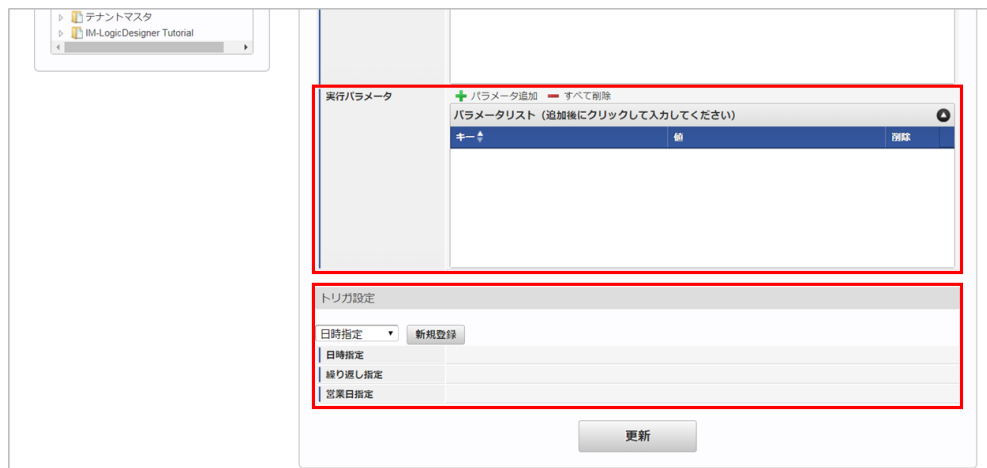 テナントマスタ
IM-LogicDesigner Tutorial
実行パラメータ
パラメータ追加 すべて削除
パラメータリスト（追加後にクリックして入力してください）
キー 値 削除
トリガ設定
日時指定 新規登録
日時指定
繰り返し指定
営業日指定
更新